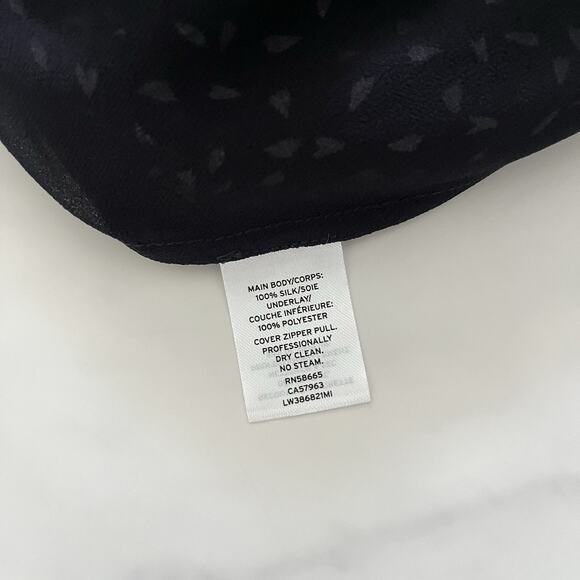 MAIN BODY/CORPS:
100% SILK/SOIE
UNDERLAY/
COUCHE INFÉRIEURE:
100% POLYESTER
COVER ZIPPER PULL.
PROFESSIONALLY
DRY CLEAN.
NO STEAM.
RN58665
CA57963
LW386821MI